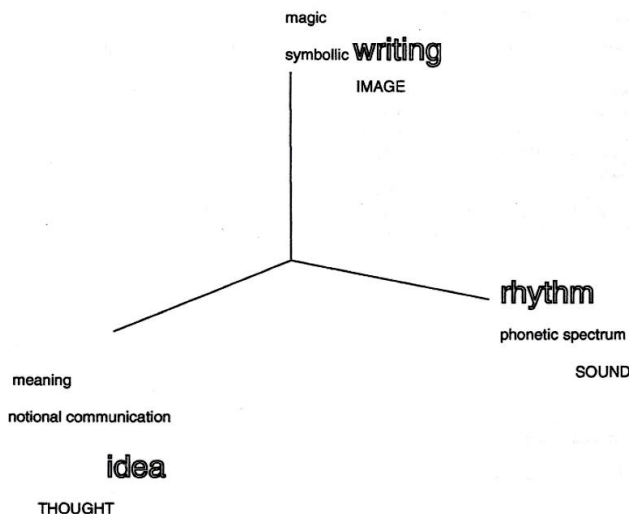 magic
symbollic writing
IMAGE
rhythm
phonetic spectrum
SOUND
meaning
notional communication
idea
THOUGHT